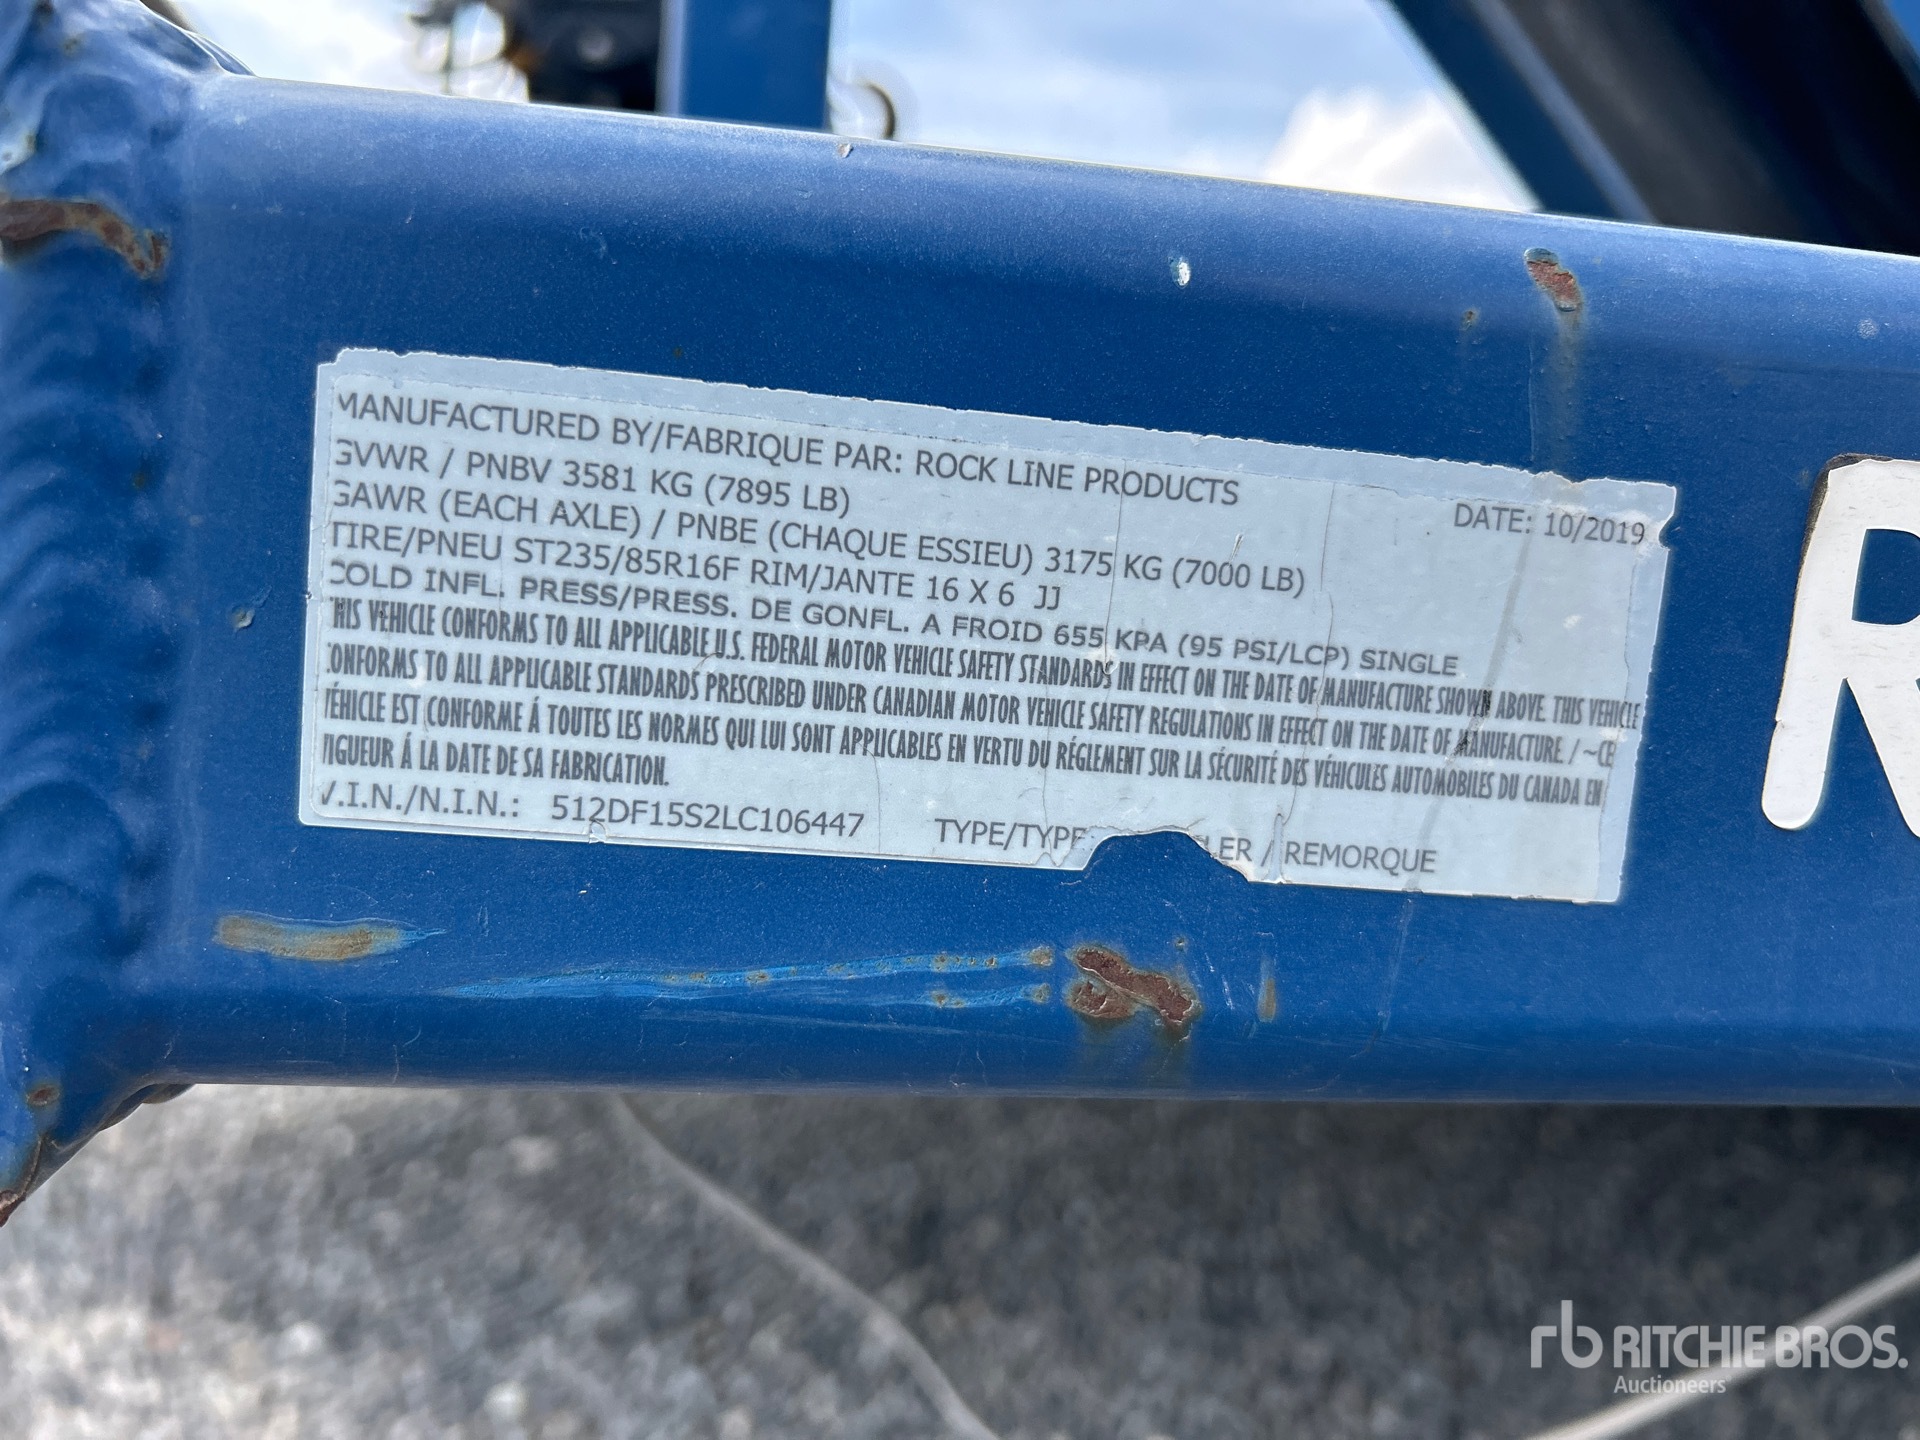 MANUFACTURED BY/FABRIQUE PAR: ROCK LINE PRODUCTS
GVWR / PNBV 3581 KG (7895 LB) DATE: 10/2019
GAWR (EACH AXLE) / PNBE (CHAQUE ESSIEU) 3175 KG (7000 LB)
TIRE/PNEU ST235/85R16F RIM/JANTE 16 X 6 JJ
COLD INFL. PRESS/PRESS. DE GONFL. A FROID 655 KPA (95 PSI/LCP) SINGLE
THIS VEHICLE CONFORMS TO ALL APPLICABLE U.S. FEDERAL MOTOR VEHICLE SAFETY STANDARDS IN EFFECT ON THE DATE OF MANUFACTURE SHOWN ABOVE. THIS VEHICLE
CONFORMS TO ALL APPLICABLE STANDARDS PRESCRIBED UNDER CANADIAN MOTOR VEHICLE SAFETY REGULATIONS IN EFFECT ON THE DATE OF MANUFACTURE. / ~CE
VÉHICLE EST CONFORME Á TOUTES LES NORMES QUI LUI SONT APPLICABLES EN VERTU DU RÉGLEMENT SUR LA SÉCURITÉ DES VÉHICULES AUTOMOBILES DU CANADA EN
VIGUEUR Á LA DATE DE SA FABRICATION.
V.I.N./N.I.N.: 512DF15S2LC106447 TYPE/TYPE: LER / REMORQUE
R
rb RITCHIE BROS.
Auctioneers